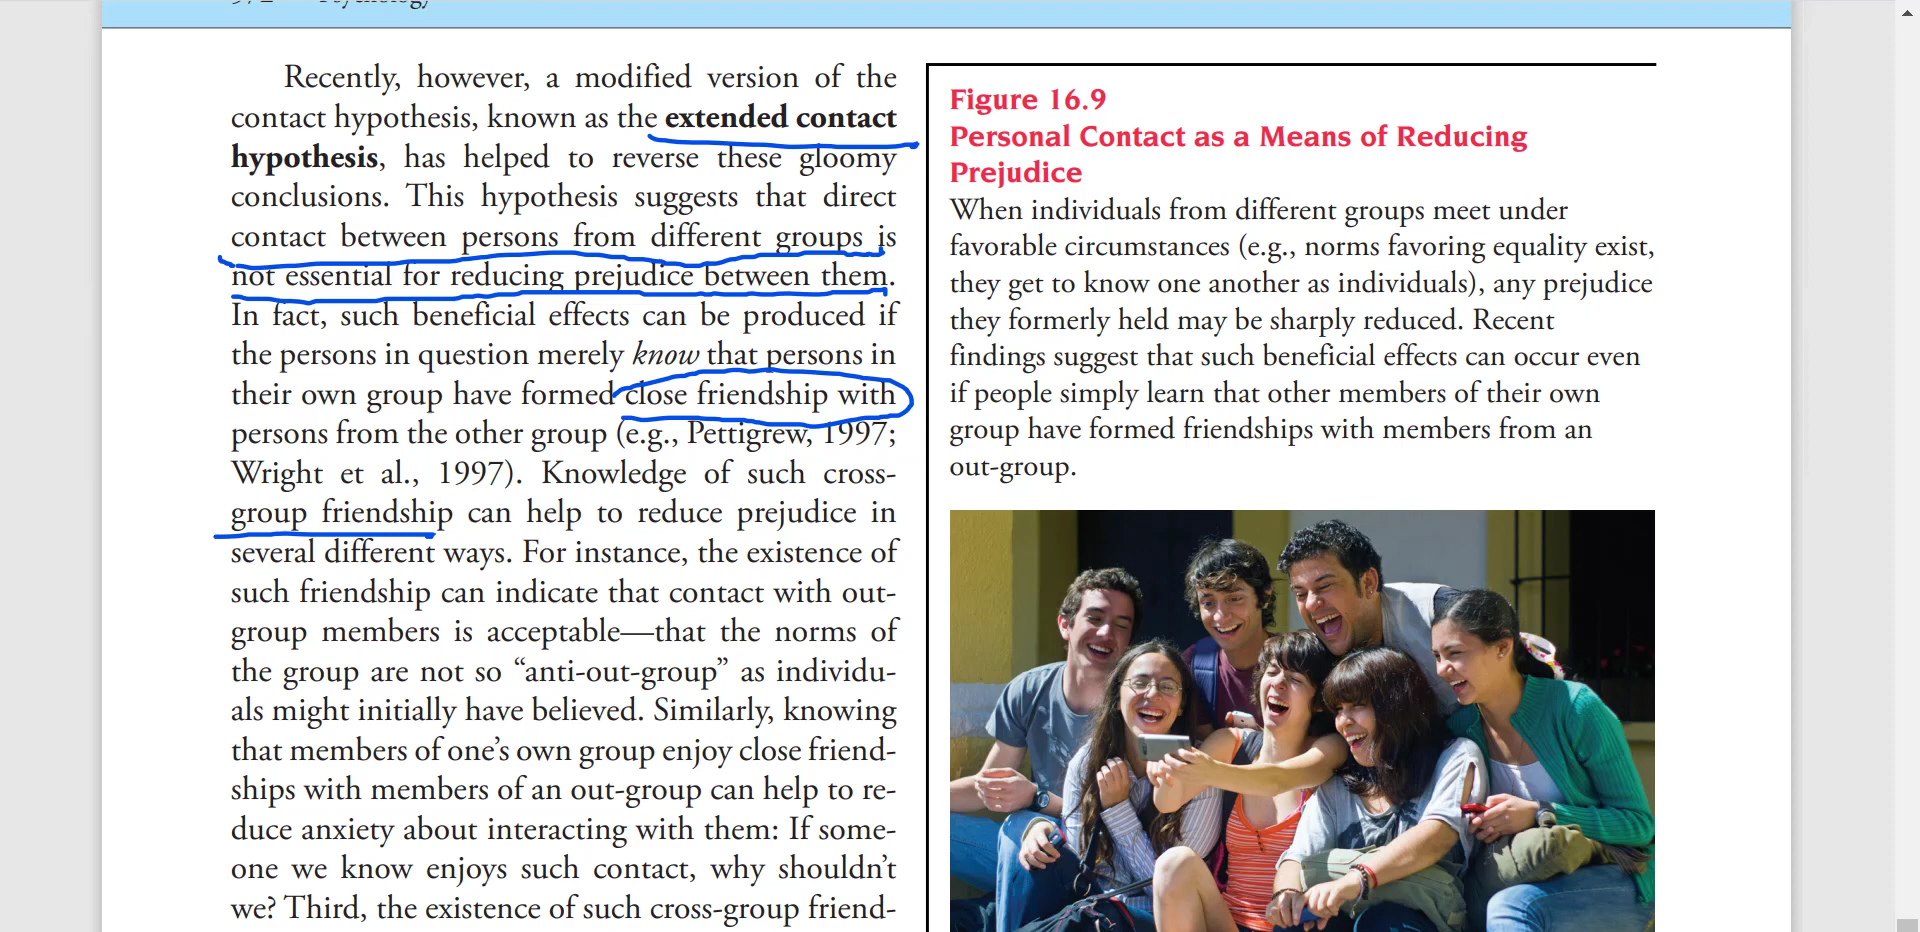 Psychology
Recently, however, a modified version of the
contact hypothesis, known as the extended contact
hypothesis, has helped to reverse these gloomy
conclusions. This hypothesis suggests that direct
contact between persons from different groups is
not essential for reducing prejudice between them.
In fact, such beneficial effects can be produced if
the persons in question merely know that persons in
their own group have formed close friendship with
persons from the other group (e.g., Pettigrew, 1997;
Wright et al., 1997). Knowledge of such cross-
group friendship can help to reduce prejudice in
several different ways. For instance, the existence of
such friendship can indicate that contact with out-
group members is acceptable—that the norms of
the group are not so “anti-out-group” as individu-
als might initially have believed. Similarly, knowing
that members of one’s own group enjoy close friend-
ships with members of an out-group can help to re-
duce anxiety about interacting with them: If some-
one we know enjoys such contact, why shouldn’t
we? Third, the existence of such cross-group friend-
Figure 16.9
Personal Contact as a Means of Reducing
Prejudice
When individuals from different groups meet under
favorable circumstances (e.g., norms favoring equality exist,
they get to know one another as individuals), any prejudice
they formerly held may be sharply reduced. Recent
findings suggest that such beneficial effects can occur even
if people simply learn that other members of their own
group have formed friendships with members from an
out-group.